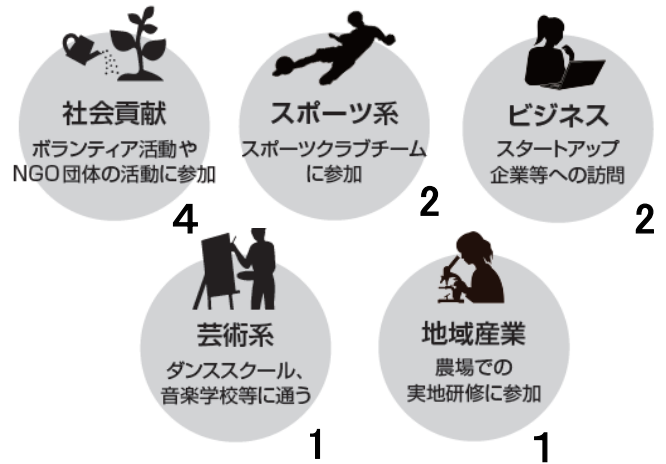 社会貢献
ボランティア活動や
NGO団体の活動に参加
4
スポーツ系
スポーツクラブチーム
に参加
2
ビジネス
スタートアップ
企業等への訪問
2
芸術系
ダンススクール、
音楽学校等に通う
1
地域産業
農場での
実地研修に参加
1